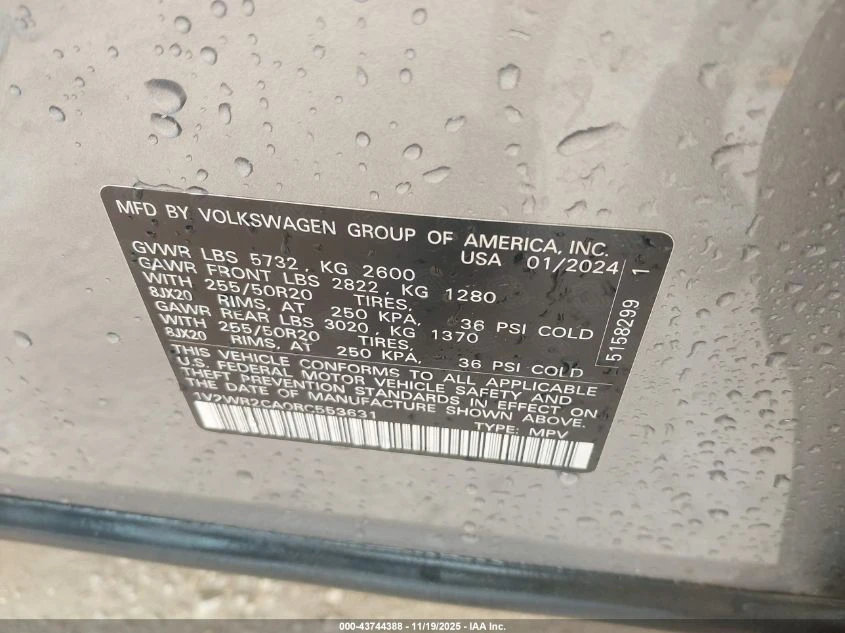 MFD BY VOLKSWAGEN GROUP OF AMERICA, INC.
USA 01/2024
GVWR LBS 5732, KG 2600
GAWR FRONT LBS 2822, KG 1280
WITH 255/50R20 TIRES,
8JX20 RIMS, AT 250 KPA, 36 PSI COLD
GAWR REAR LBS 3020, KG 1370
WITH 255/50R20 TIRES,
8JX20 RIMS, AT 250 KPA, 36 PSI COLD
THIS VEHICLE CONFORMS TO ALL APPLICABLE
U.S. FEDERAL MOTOR VEHICLE SAFETY AND
THEFT PREVENTION STANDARDS IN EFFECT ON
THE DATE OF MANUFACTURE SHOWN ABOVE.
1V2WR2CA0RC553631 TYPE: MPV
5158299 1
000-43744388 - 11/19/2025 - IAA Inc.